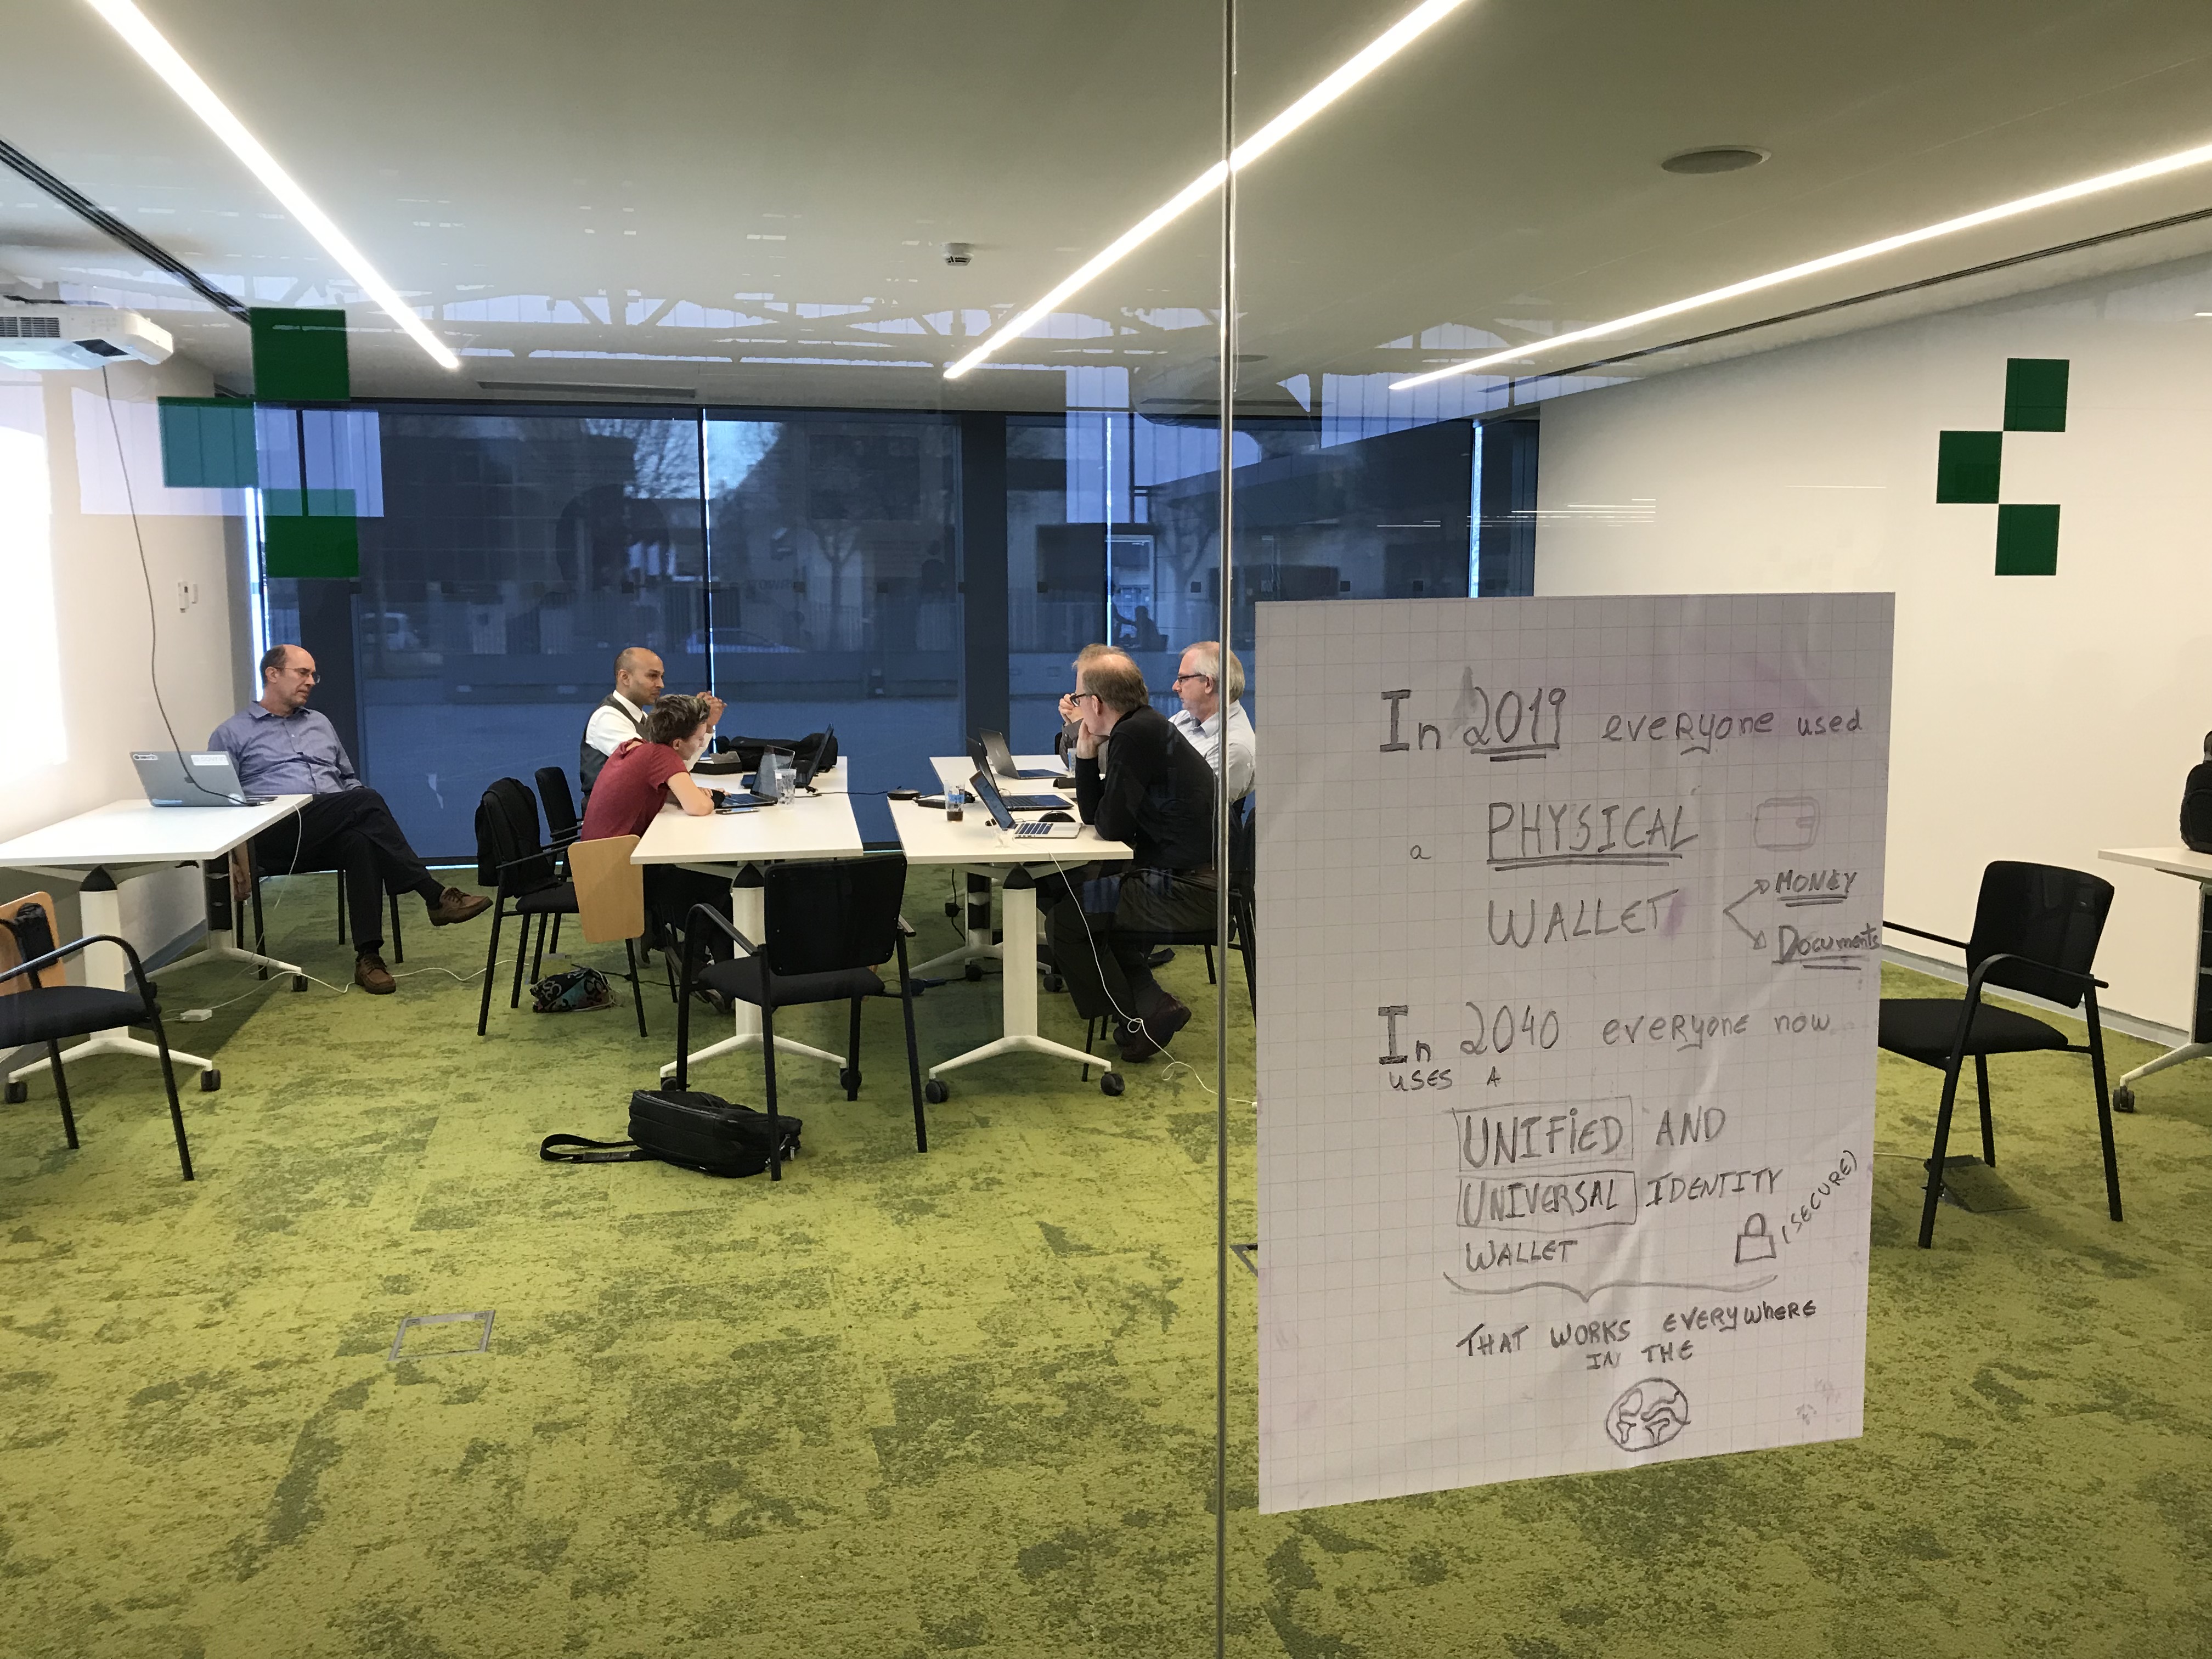 In 2019 everyone used
a PHYSICAL
WALLET
MONEY
Documents
In 2040 everyone now
uses A
UNIFiED AND
UNIVERSAL IDENTITY
WALLET
(SECURE)
THAT WORKS EVERYWHERE
IN THE